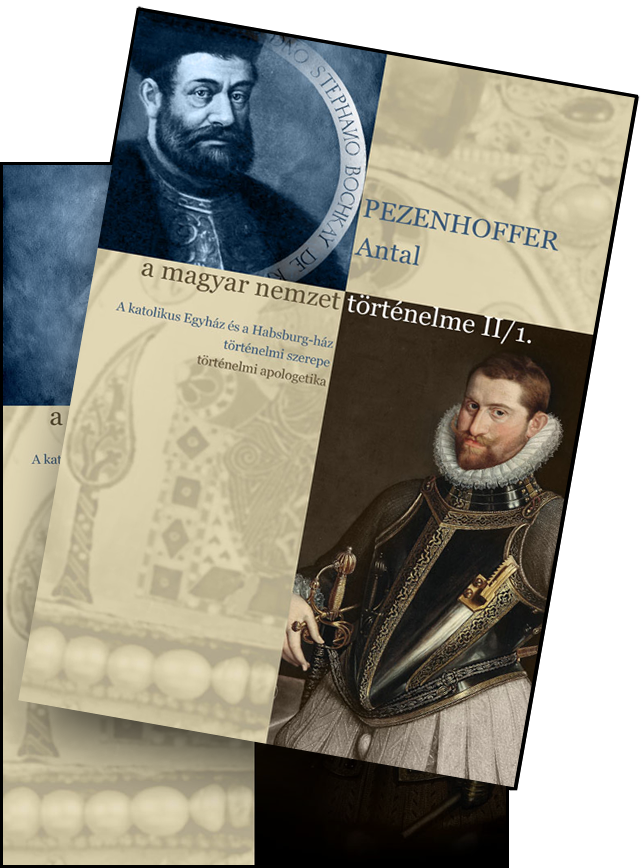 DNO STEPHANO BOCHKAY DE
PEZENHOFFER
Antal
a magyar nemzet történelme II/1.
A katolikus Egyház és a Habsburg-ház
történelmi szerepe
történelmi apologetika
a
A kat